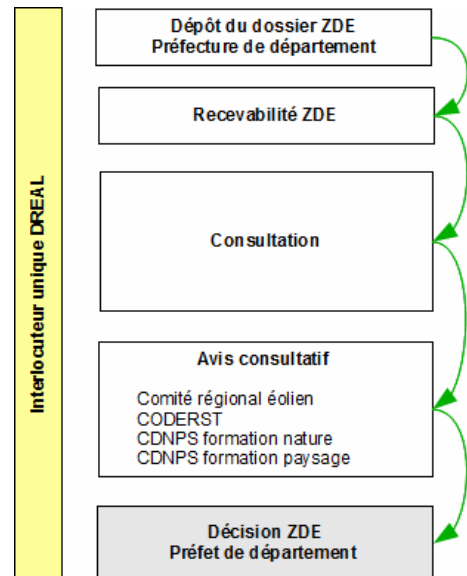 Interlocuteur unique DREAL
Dépôt du dossier ZDE
Préfecture de département
Recevabilité ZDE
Consultation
Avis consultatif
Comité régional éolien
CODERST
CDNPS formation nature
CDNPS formation paysage
Décision ZDE
Préfet de département